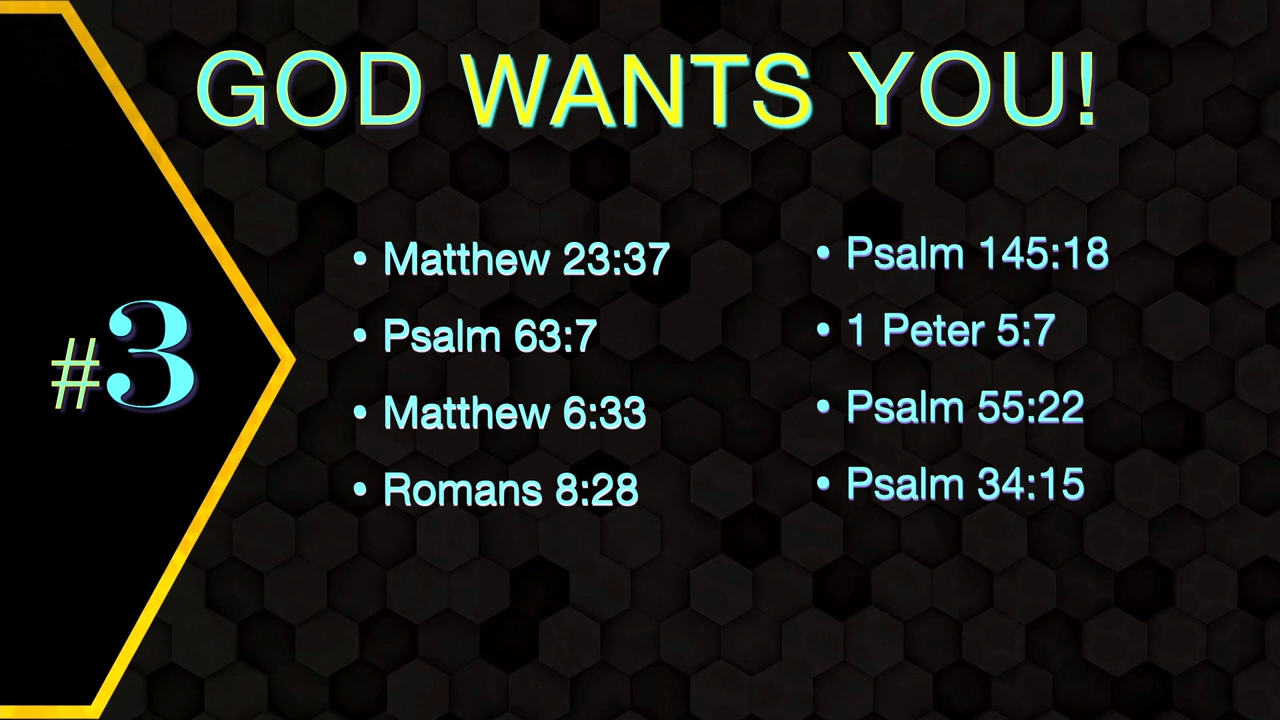 GOD WANTS YOU!
#3
• Matthew 23:37
• Psalm 63:7
• Matthew 6:33
• Romans 8:28
• Psalm 145:18
• 1 Peter 5:7
• Psalm 55:22
• Psalm 34:15